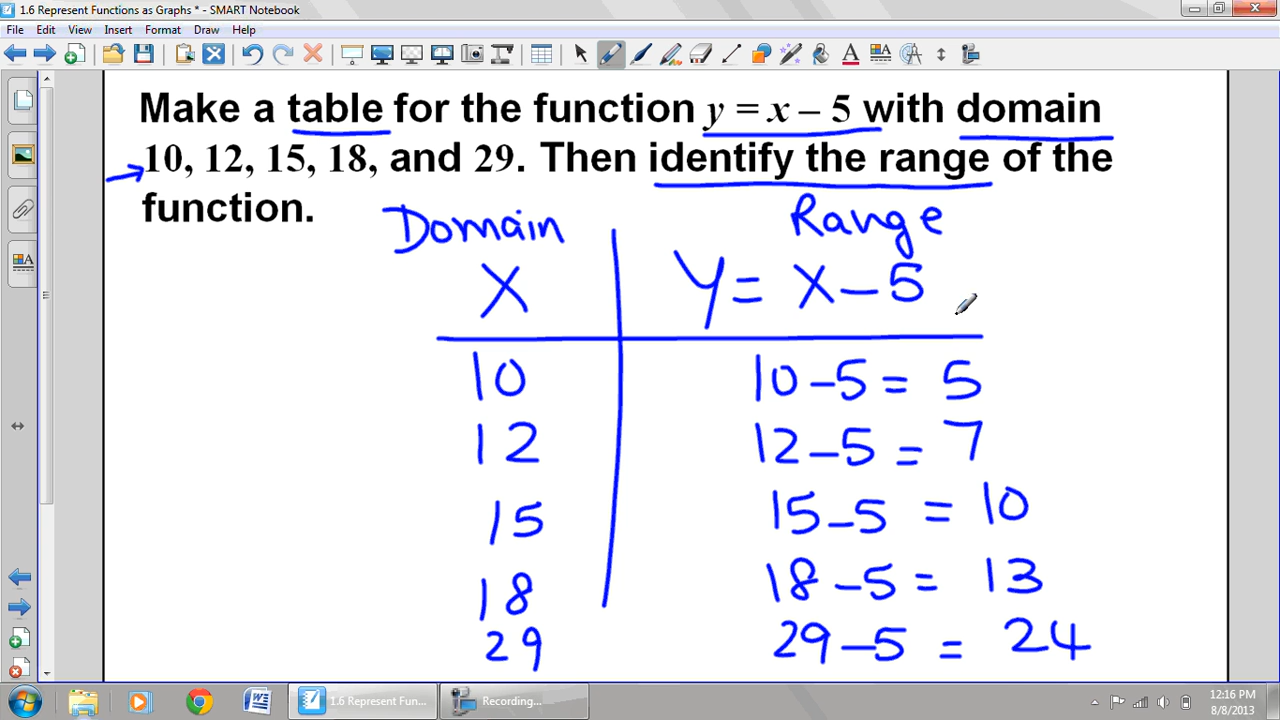 1.6 Represent Functions as Graphs * - SMART Notebook
File Edit View Insert Format Draw Help
Make a table for the function y = x – 5 with domain
10, 12, 15, 18, and 29. Then identify the range of the
function.
Domain Range
X Y = X – 5
10 10 – 5 = 5
12 12 – 5 = 7
15 15 – 5 = 10
18 18 – 5 = 13
29 29 – 5 = 24
1.6 Represent Fun... Recording... 12:16 PM
8/8/2013